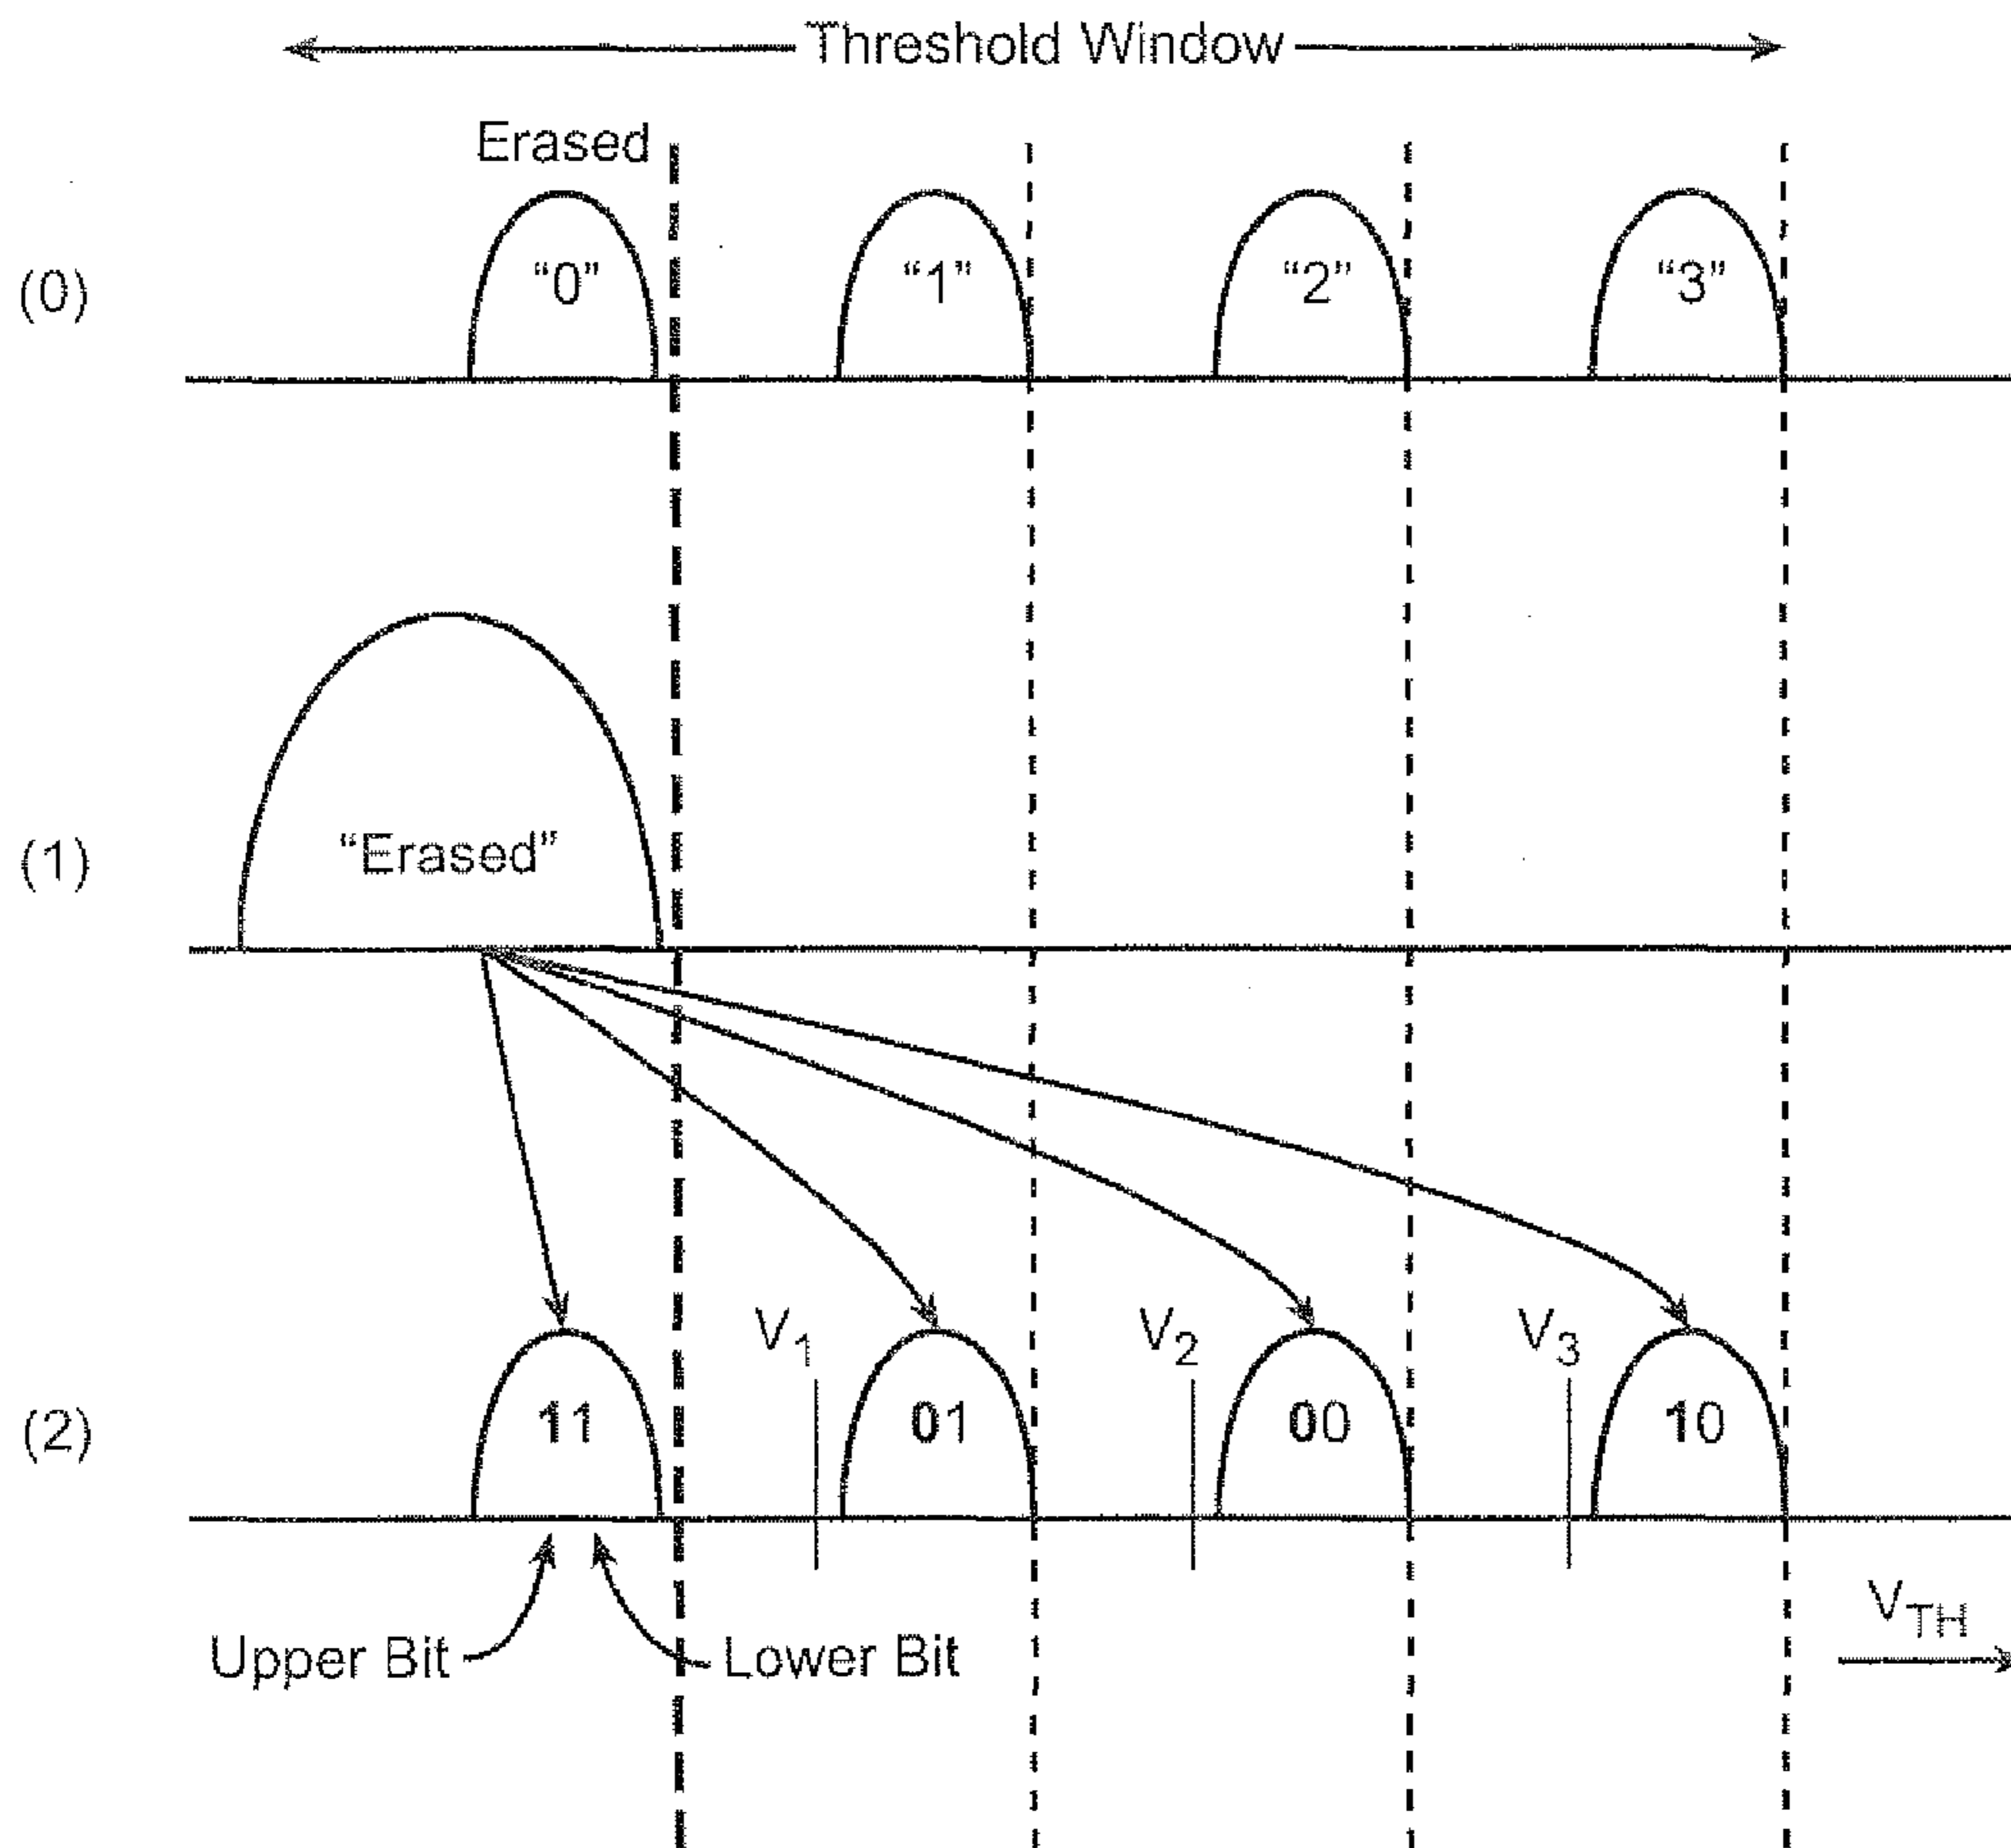 Threshold Window
Erased
(0) “0” “1” “2” “3”
(1) “Erased”
V1 V2 V3
(2) 11 01 00 10
VTH
Upper Bit Lower Bit